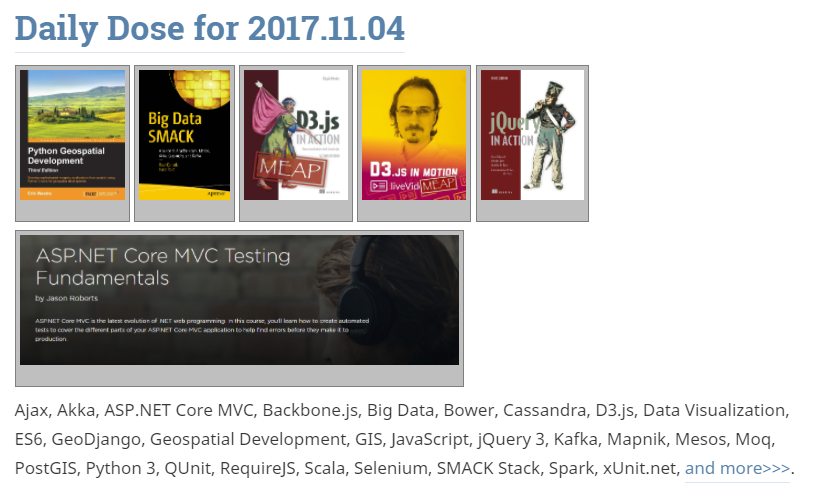 Daily Dose for 2017.11.04
Python Geospatial
Development
Third Edition
Big Data
SMACK
apress
D3.js
IN ACTION
MEAP
MANNING
D3.JS IN MOTION
liveVid
MEAP
jQuery
IN ACTION
MANNING
ASP.NET Core MVC Testing
Fundamentals
by Jason Roberts
ASP.NET Core MVC is the latest evolution of .NET web programming. In this course, you'll learn how to create automated
tests to cover the different parts of your ASP.NET Core MVC application to help find errors before they make it to
production.
Ajax, Akka, ASP.NET Core MVC, Backbone.js, Big Data, Bower, Cassandra, D3.js, Data Visualization,
ES6, GeoDjango, Geospatial Development, GIS, JavaScript, jQuery 3, Kafka, Mapnik, Mesos, Moq,
PostGIS, Python 3, QUnit, RequireJS, Scala, Selenium, SMACK Stack, Spark, xUnit.net, and more>>>.